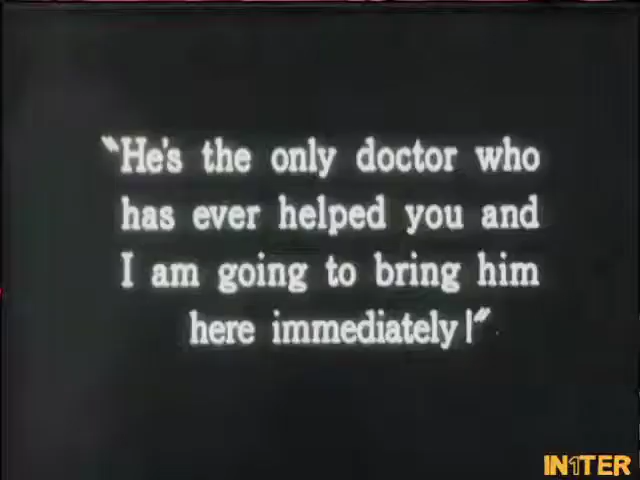 "He's the only doctor who
has ever helped you and
I am going to bring him
here immediately!"
IN1TER